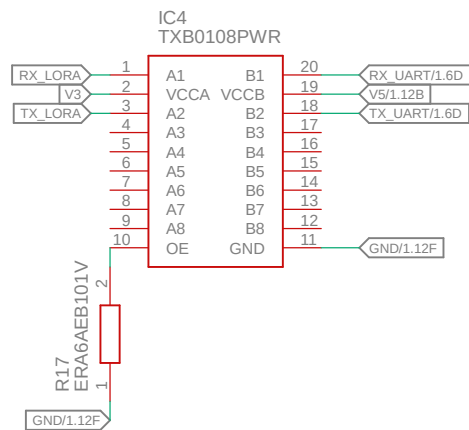 IC4
TXB0108PWR
RX_LORA 1 A1 B1 20 RX_UART/1.6D
V3 2 VCCA VCCB 19 V5/1.12B
TX_LORA 3 A2 B2 18 TX_UART/1.6D
4 A3 B3 17
5 A4 B4 16
6 A5 B5 15
7 A6 B6 14
8 A7 B7 13
9 A8 B8 12
10 OE GND 11 GND/1.12F
2
R17
ERA6AEB101V
1
GND/1.12F